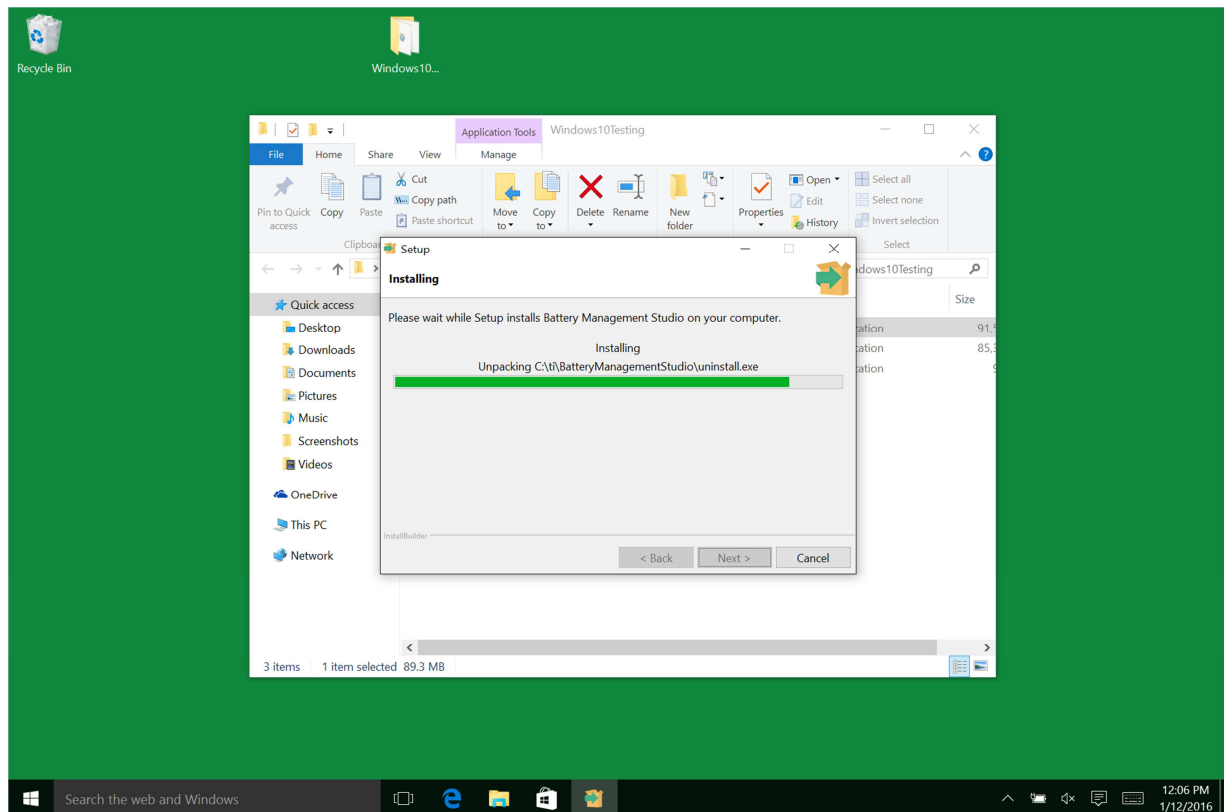 Recycle Bin
Windows10...
Application Tools
Windows10Testing
File
Home
Share
View
Manage
Pin to Quick access
Copy
Paste
Cut
Copy path
Paste shortcut
Move to
Copy to
Delete
Rename
New folder
Properties
Open
Edit
History
Select all
Select none
Invert selection
Select
Size
Quick access
Desktop
Downloads
Documents
Pictures
Music
Screenshots
Videos
OneDrive
This PC
Network
Setup
Installing
Please wait while Setup installs Battery Management Studio on your computer.
Installing
Unpacking C:\ti\BatteryManagementStudio\uninstall.exe
InstallBuilder
< Back
Next >
Cancel
3 items
1 item selected 89.3 MB
Search the web and Windows
12:06 PM
1/12/2016